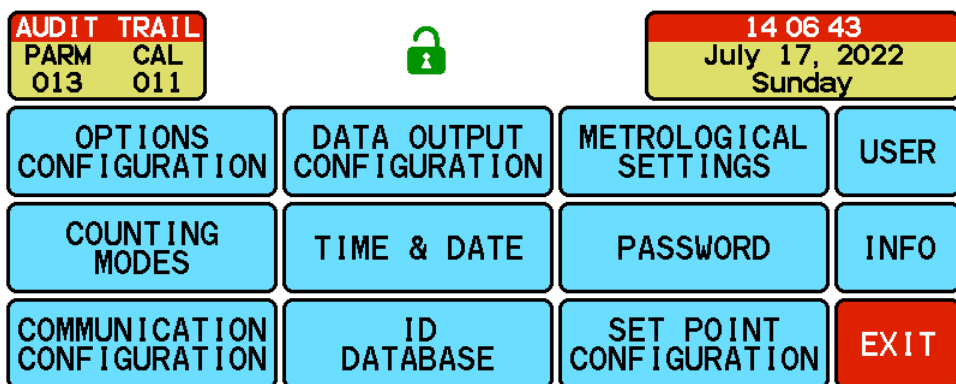 AUDIT TRAIL
PARM CAL
013 011
14 06 43
July 17, 2022
Sunday
OPTIONS
CONFIGURATION
DATA OUTPUT
CONFIGURATION
METROLOGICAL
SETTINGS
USER
COUNTING
MODES
TIME & DATE
PASSWORD
INFO
COMMUNICATION
CONFIGURATION
ID
DATABASE
SET POINT
CONFIGURATION
EXIT